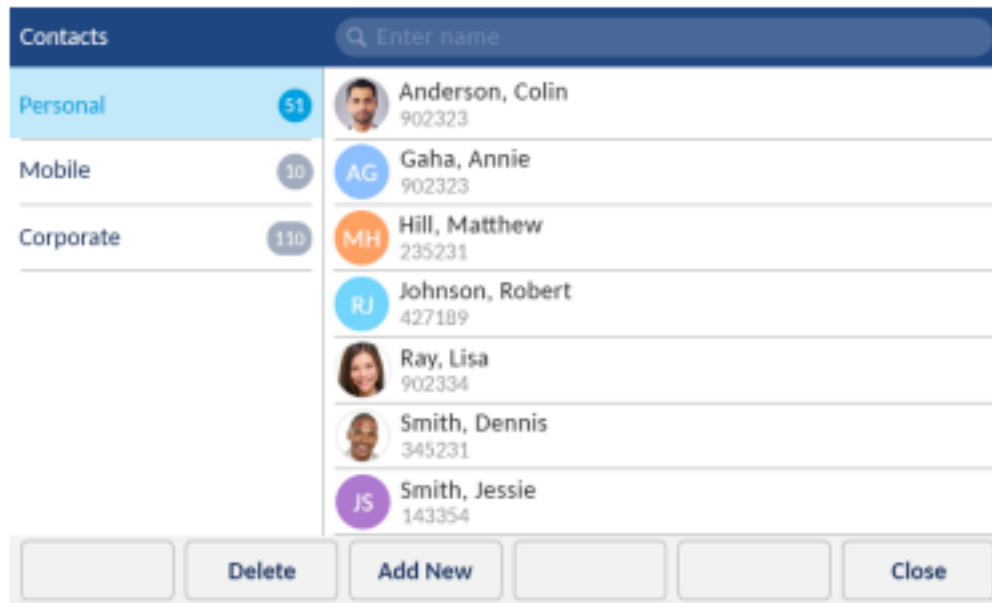 Contacts
Enter name
Personal 51
Mobile 10
Corporate 110
Anderson, Colin
902323
AG
Gaha, Annie
902323
MH
Hill, Matthew
235231
RJ
Johnson, Robert
427189
Ray, Lisa
902334
Smith, Dennis
345231
JS
Smith, Jessie
143354
Delete Add New Close